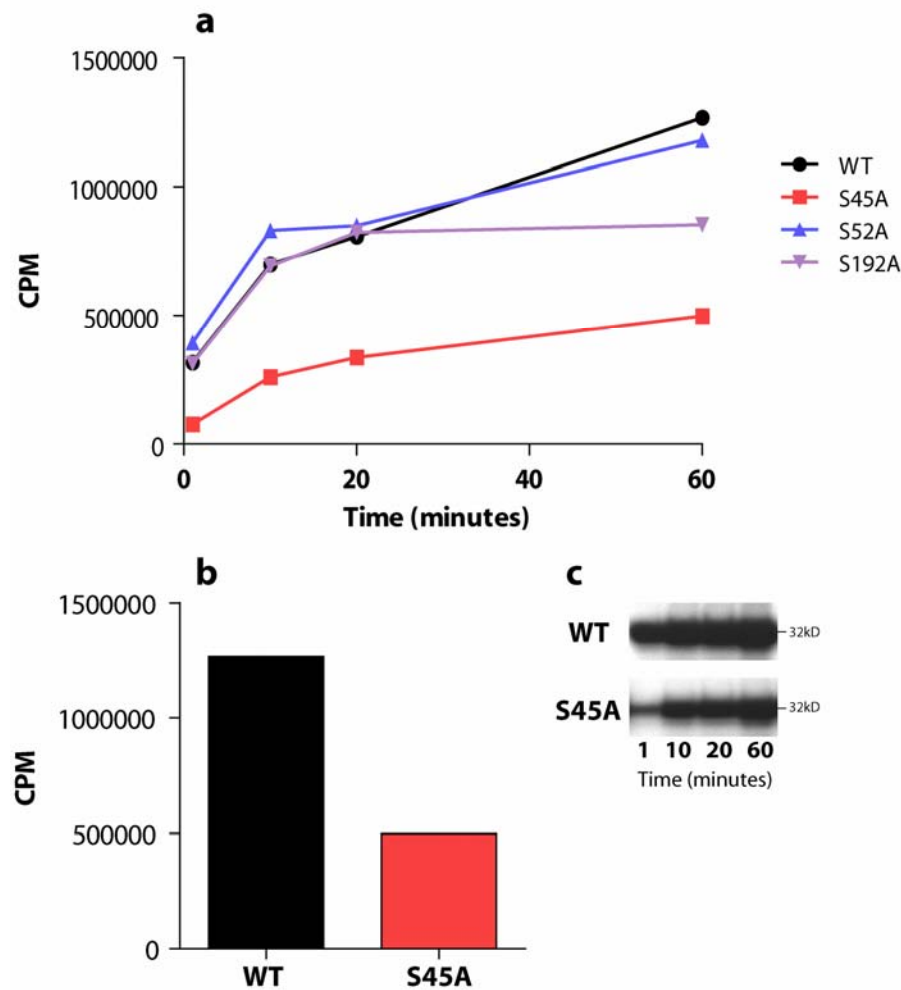 a
1500000
1000000
500000
0
CPM
0 20 40 60
Time (minutes)
WT
S45A
S52A
S192A
b
1500000
1000000
500000
0
CPM
WT S45A
c
WT 32kD
S45A 32kD
1 10 20 60
Time (minutes)